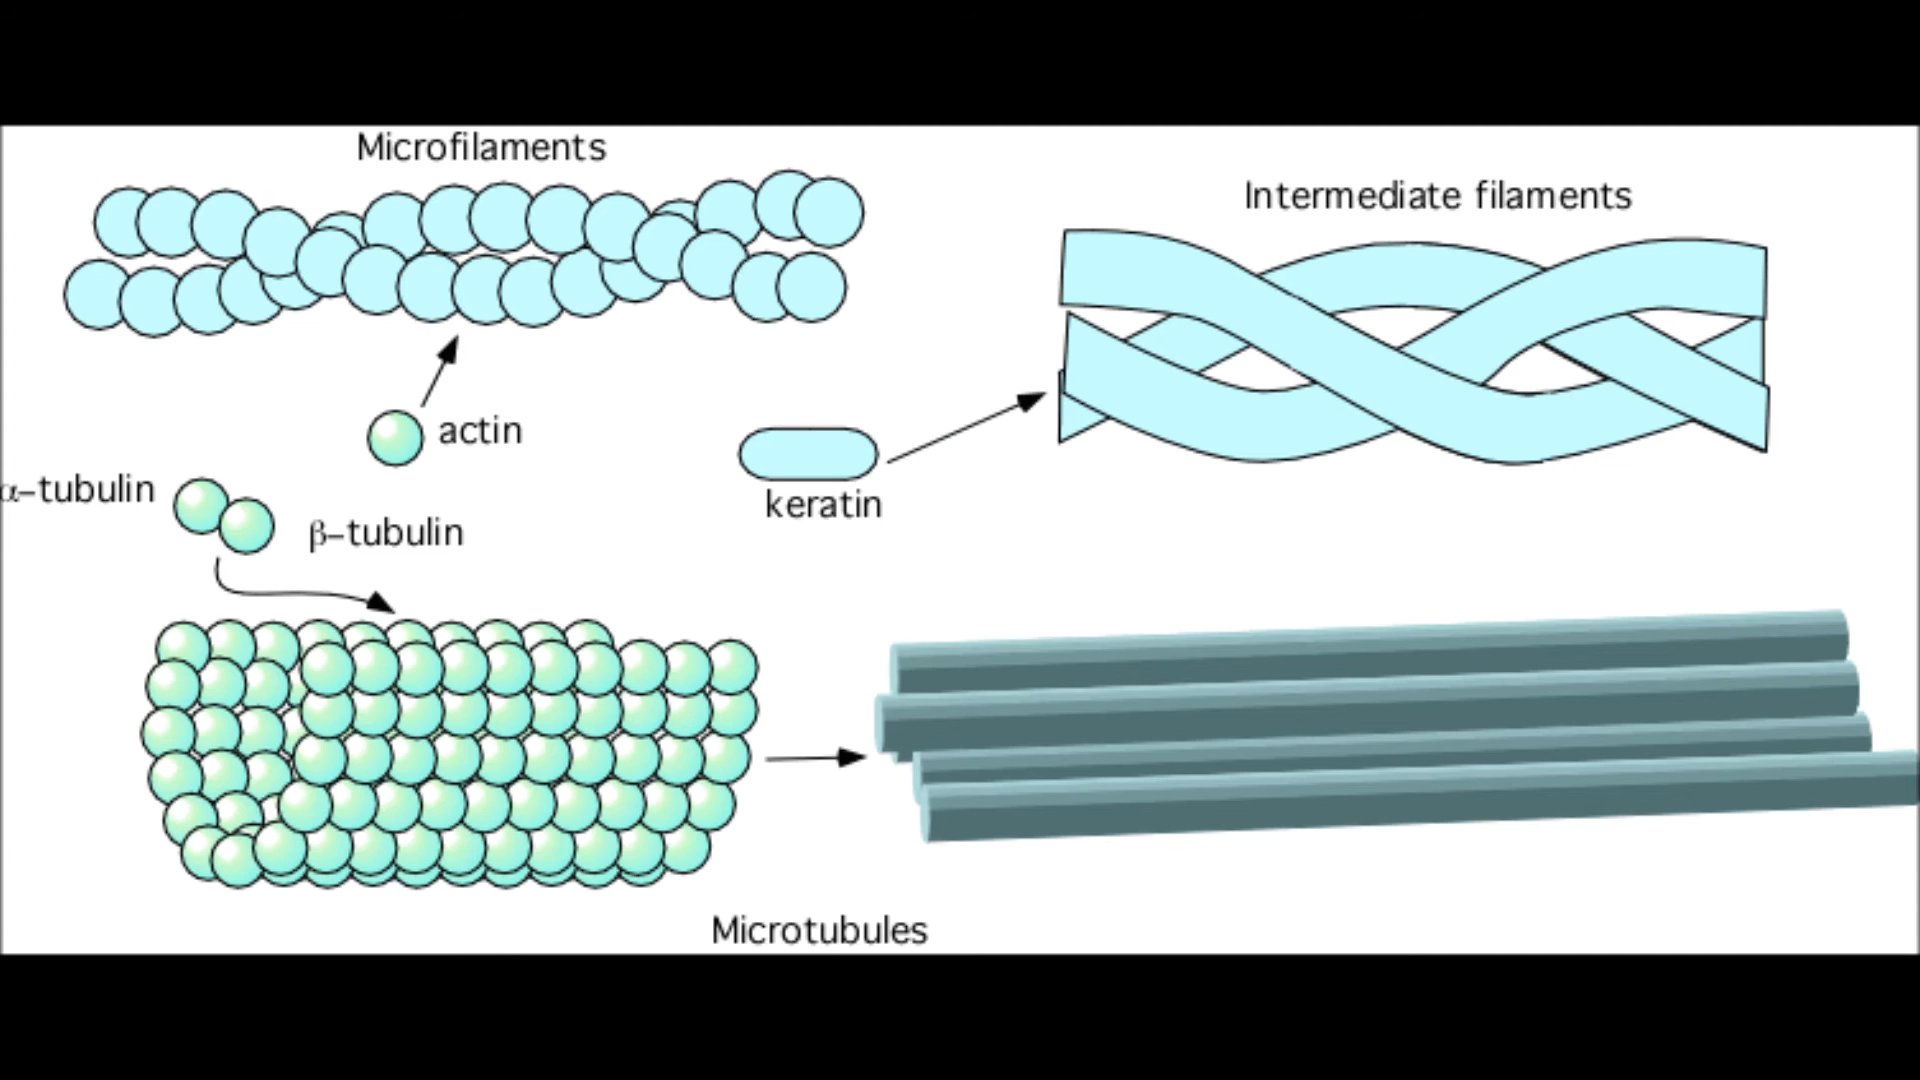 Microfilaments
Intermediate filaments
actin
keratin
α–tubulin
β–tubulin
Microtubules